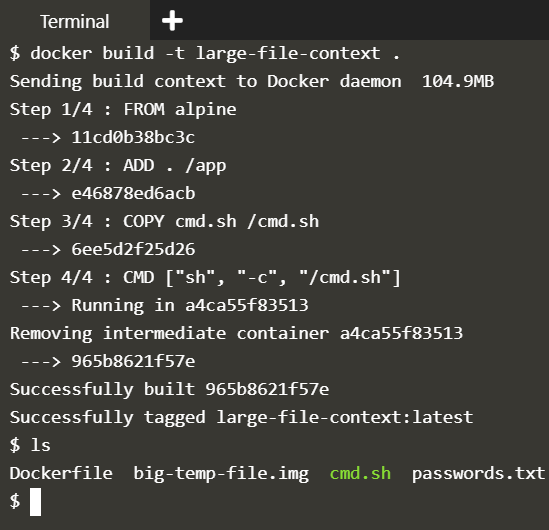 Terminal +
$ docker build -t large-file-context .
Sending build context to Docker daemon  104.9MB
Step 1/4 : FROM alpine
 ---> 11cd0b38bc3c
Step 2/4 : ADD . /app
 ---> e46878ed6acb
Step 3/4 : COPY cmd.sh /cmd.sh
 ---> 6ee5d2f25d26
Step 4/4 : CMD ["sh", "-c", "/cmd.sh"]
 ---> Running in a4ca55f83513
Removing intermediate container a4ca55f83513
 ---> 965b8621f57e
Successfully built 965b8621f57e
Successfully tagged large-file-context:latest
$ ls
Dockerfile  big-temp-file.img  cmd.sh  passwords.txt
$